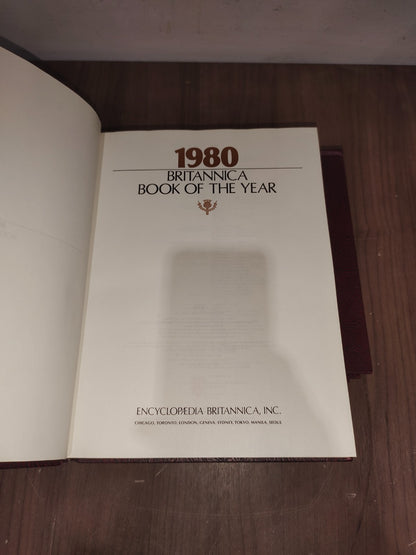 1980
BRITANNICA
BOOK OF THE YEAR
ENCYCLOPÆDIA BRITANNICA, INC.
CHICAGO, TORONTO, LONDON, GENEVA, SYDNEY, TOKYO, MANILA, SEOUL